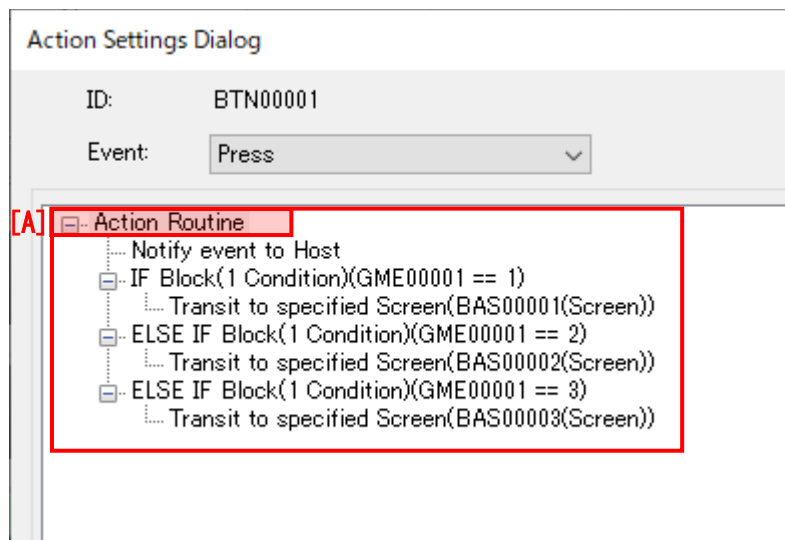 Action Settings Dialog
ID: BTN00001
Event: Press
[A] Action Routine
Notify event to Host
IF Block(1 Condition)(GME00001 == 1)
Transit to specified Screen(BAS00001(Screen))
ELSE IF Block(1 Condition)(GME00001 == 2)
Transit to specified Screen(BAS00002(Screen))
ELSE IF Block(1 Condition)(GME00001 == 3)
Transit to specified Screen(BAS00003(Screen))